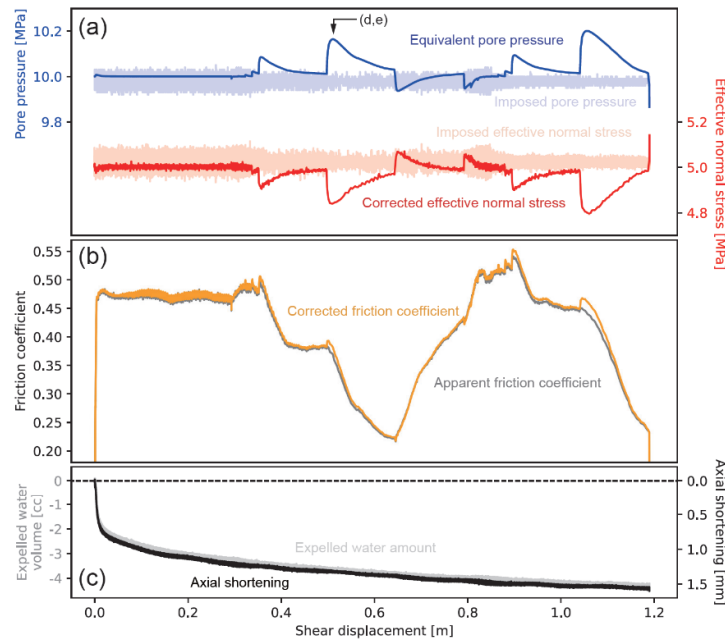 (a)
(d,e)
Equivalent pore pressure
Imposed pore pressure
Imposed effective normal stress
Corrected effective normal stress
Pore pressure [MPa]
10.2
10.0
9.8
Effective normal
stress [MPa]
5.2
5.0
4.8
(b)
Corrected friction coefficient
Apparent friction coefficient
Friction coefficient
0.55
0.50
0.45
0.40
0.35
0.30
0.25
0.20
(c)
Expelled water amount
Axial shortening
Expelled water
volume [cc]
0
-1
-2
-3
-4
Axial
shortening [mm]
0.0
0.5
1.0
1.5
0.0
0.2
0.4
0.6
0.8
1.0
1.2
Shear displacement [m]